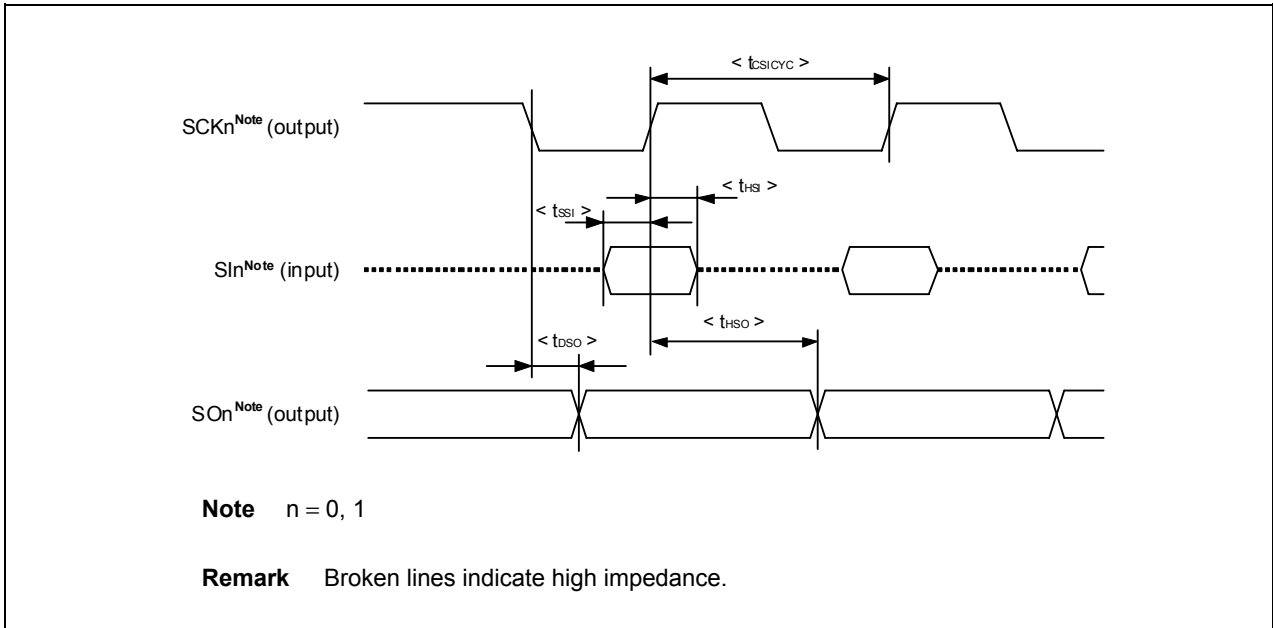 < tCSICYC >
SCKnNote (output)
< tHSI >
< tSSI >
SInNote (input)
< tHSO >
< tDSO >
SOnNote (output)
Note n = 0, 1
Remark Broken lines indicate high impedance.